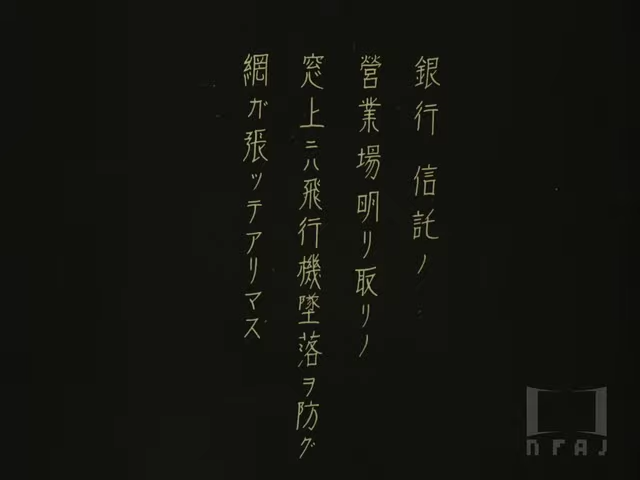 銀行 信託ノ
營業場明リ取リノ
窓上ニハ飛行機墜落ヲ防グ
網ガ張ッテアリマス
NFAJ